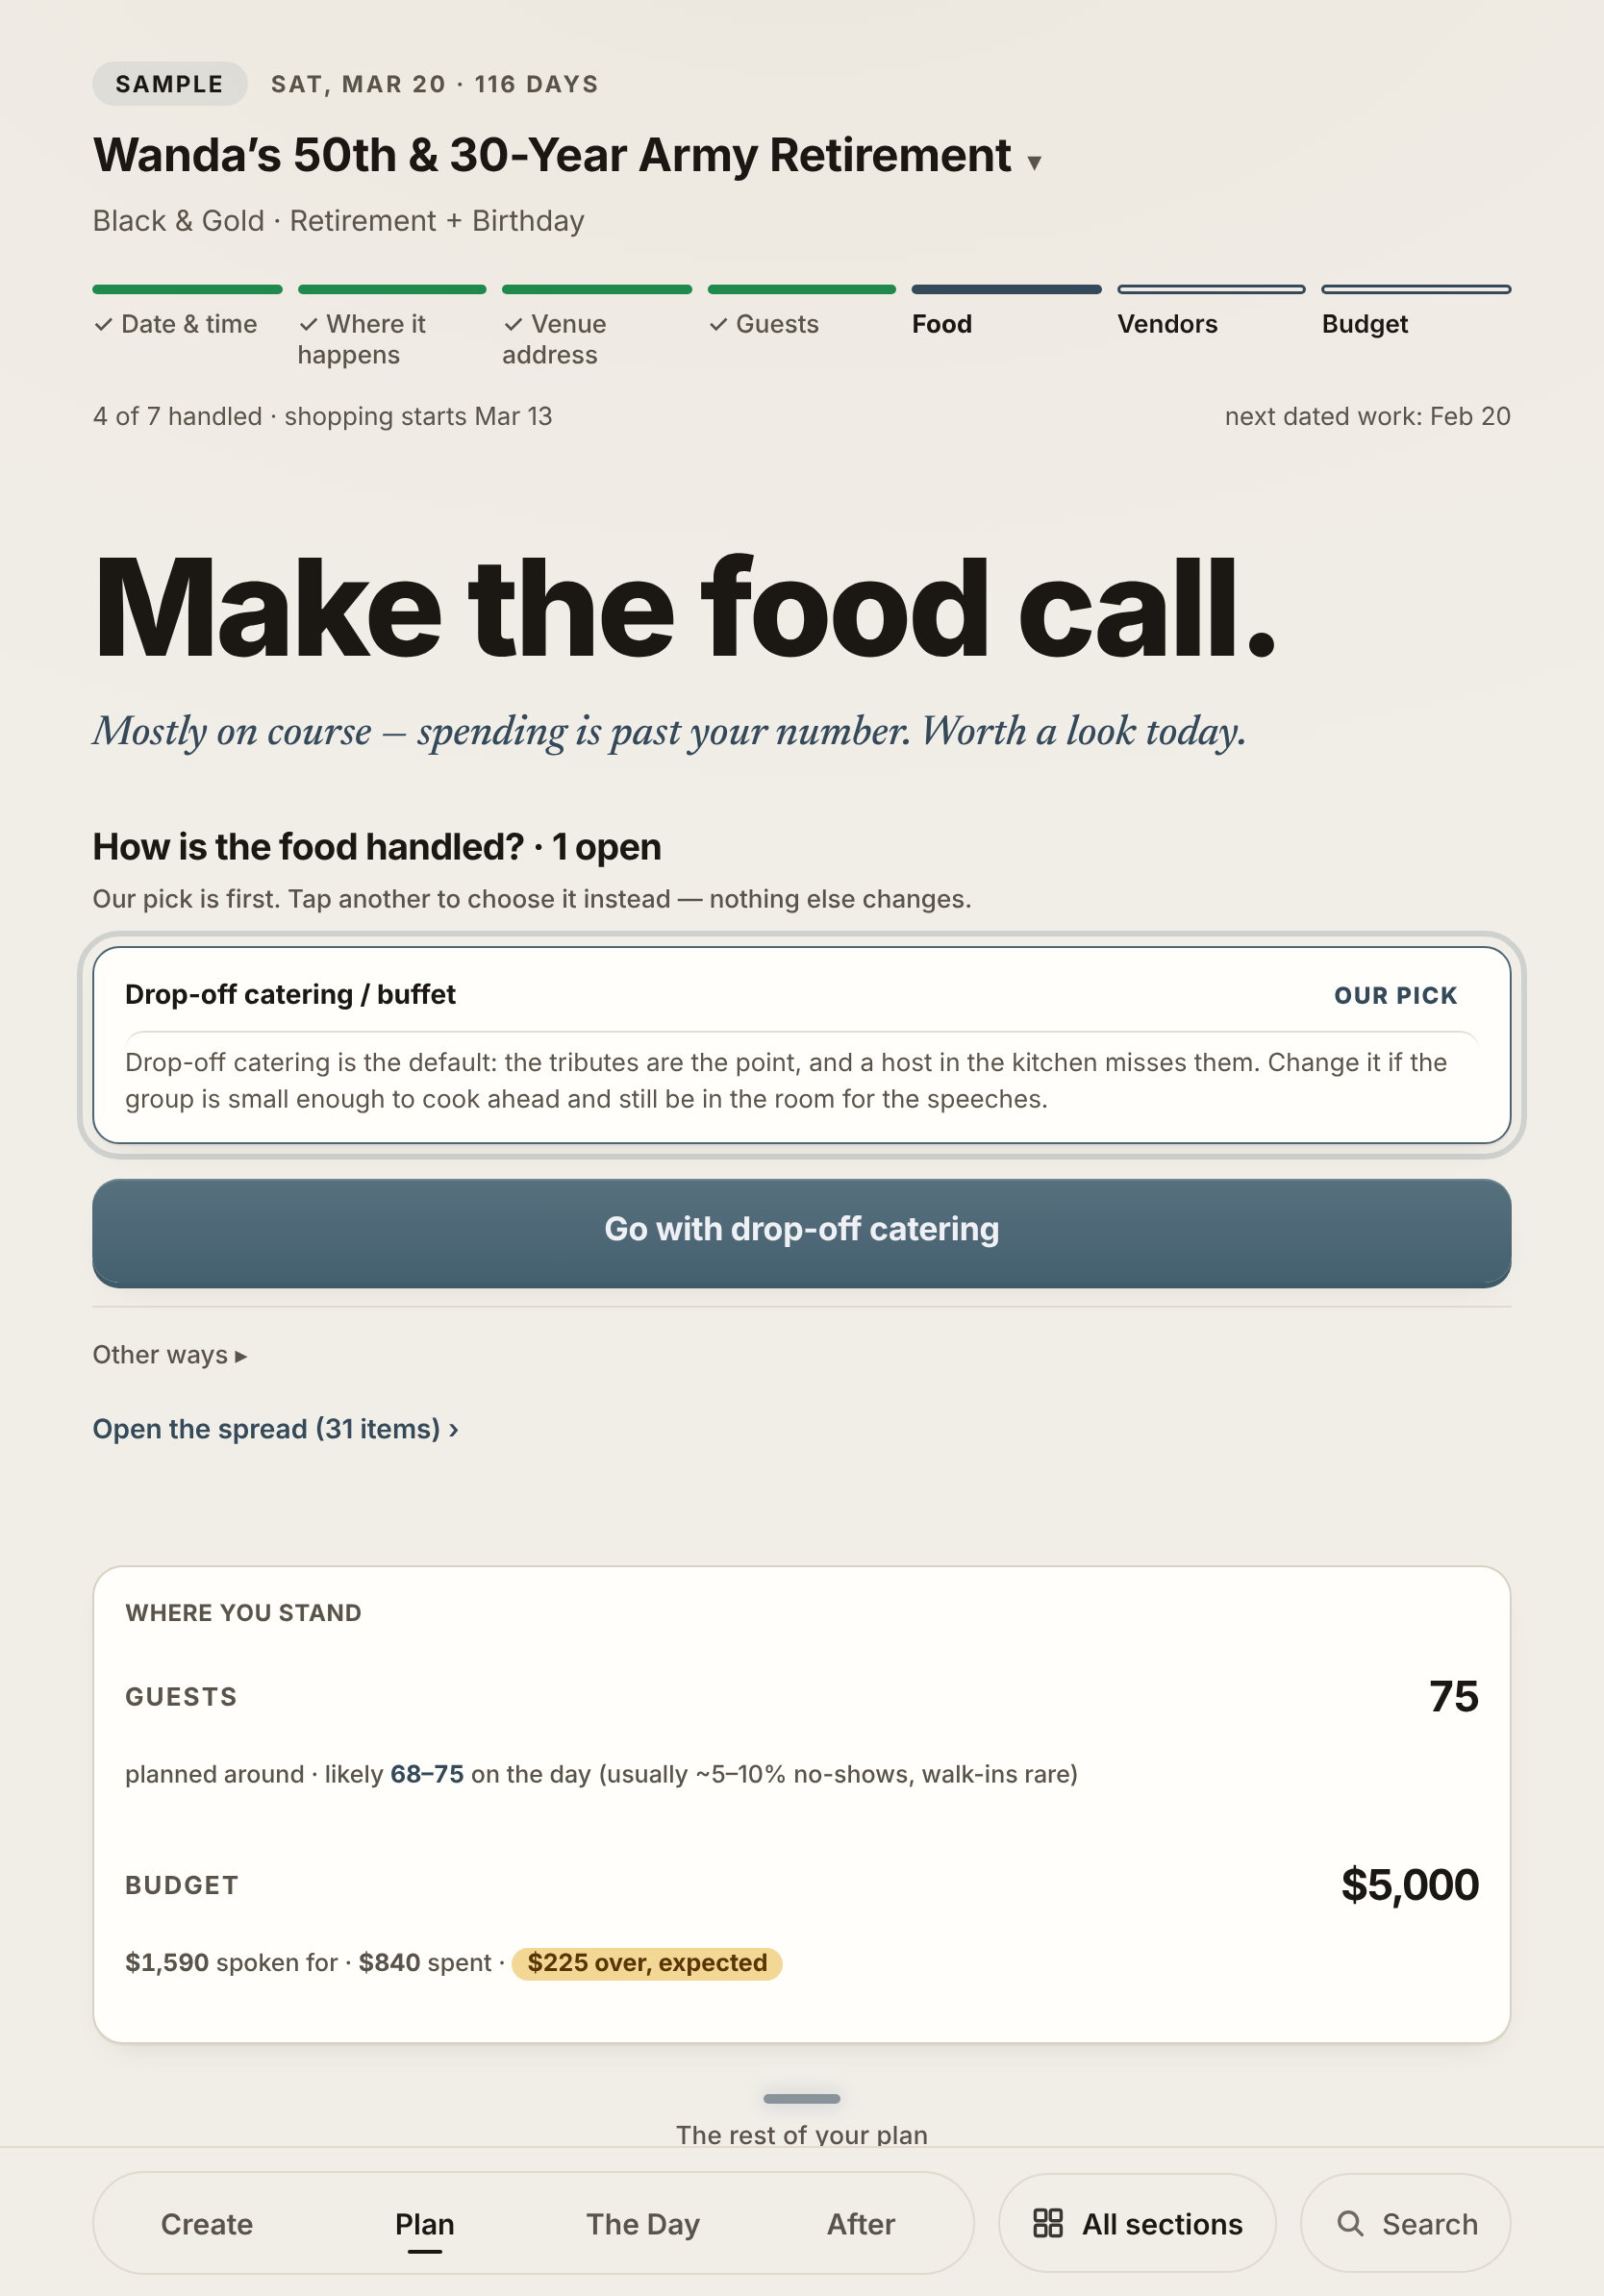 SAMPLE SAT, MAR 20 · 116 DAYS
Wanda’s 50th & 30-Year Army Retirement ▾
Black & Gold · Retirement + Birthday
✓ Date & time
✓ Where it
happens
✓ Venue
address
✓ Guests
Food
Vendors
Budget
4 of 7 handled · shopping starts Mar 13
next dated work: Feb 20
Make the food call.
Mostly on course – spending is past your number. Worth a look today.
How is the food handled? · 1 open
Our pick is first. Tap another to choose it instead — nothing else changes.
Drop-off catering / buffet
OUR PICK
Drop-off catering is the default: the tributes are the point, and a host in the kitchen misses them. Change it if the
group is small enough to cook ahead and still be in the room for the speeches.
Go with drop-off catering
Other ways ▸
Open the spread (31 items) ›
WHERE YOU STAND
GUESTS
75
planned around · likely 68–75 on the day (usually ~5–10% no-shows, walk-ins rare)
BUDGET
$5,000
$1,590 spoken for · $840 spent · $225 over, expected
The rest of your plan
Create
Plan
The Day
After
All sections
Search